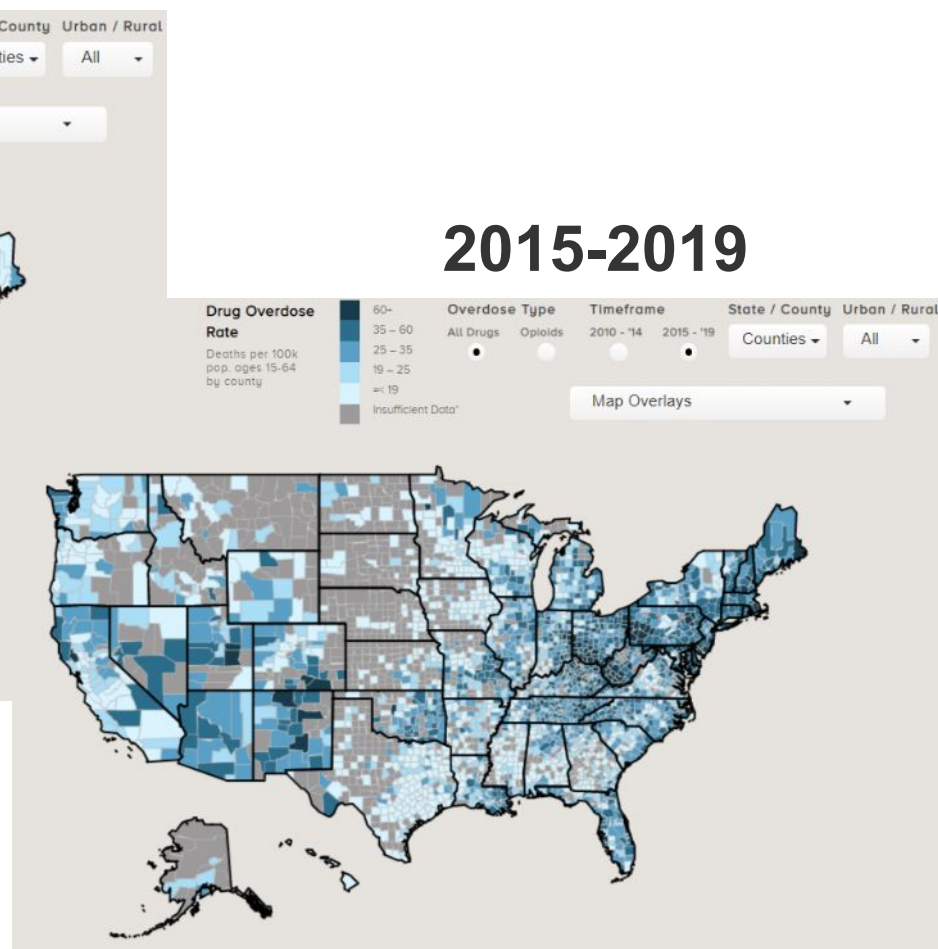 County Urban / Rural
ties All
2015-2019
Drug Overdose
Rate
Deaths per 100k
pop. ages 15-64
by county
60+
35 – 60
25 – 35
19 – 25
=< 19
Insufficient Data*
Overdose Type
All Drugs Opioids
Timeframe
2010 - '14 2015 - '19
State / County Urban / Rural
Counties All
Map Overlays